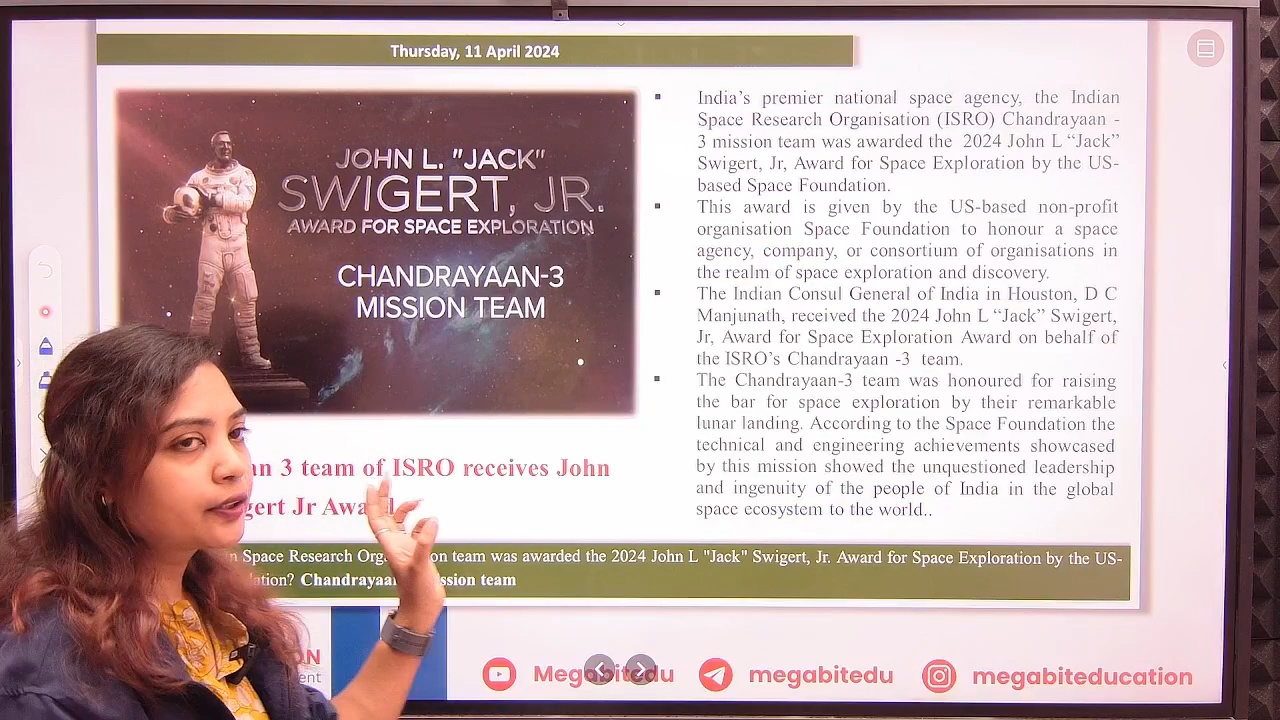 Thursday, 11 April 2024
JOHN L. "JACK"
SWIGERT, JR.
AWARD FOR SPACE EXPLORATION
CHANDRAYAAN-3
MISSION TEAM
an 3 team of ISRO receives John
gert Jr Awa d
India’s premier national space agency, the Indian
Space Research Organisation (ISRO) Chandrayaan -
3 mission team was awarded the 2024 John L “Jack”
Swigert, Jr, Award for Space Exploration by the US-
based Space Foundation.
This award is given by the US-based non-profit
organisation Space Foundation to honour a space
agency, company, or consortium of organisations in
the realm of space exploration and discovery.
The Indian Consul General of India in Houston, D C
Manjunath, received the 2024 John L “Jack” Swigert,
Jr, Award for Space Exploration Award on behalf of
the ISRO’s Chandrayaan -3 team.
The Chandrayaan-3 team was honoured for raising
the bar for space exploration by their remarkable
lunar landing. According to the Space Foundation the
technical and engineering achievements showcased
by this mission showed the unquestioned leadership
and ingenuity of the people of India in the global
space ecosystem to the world..
n Space Research Org on team was awarded the 2024 John L "Jack" Swigert, Jr. Award for Space Exploration by the US-
ation? Chandrayaa ssion team
ON
ent
Megabitedu
megabitedu
megabiteducation